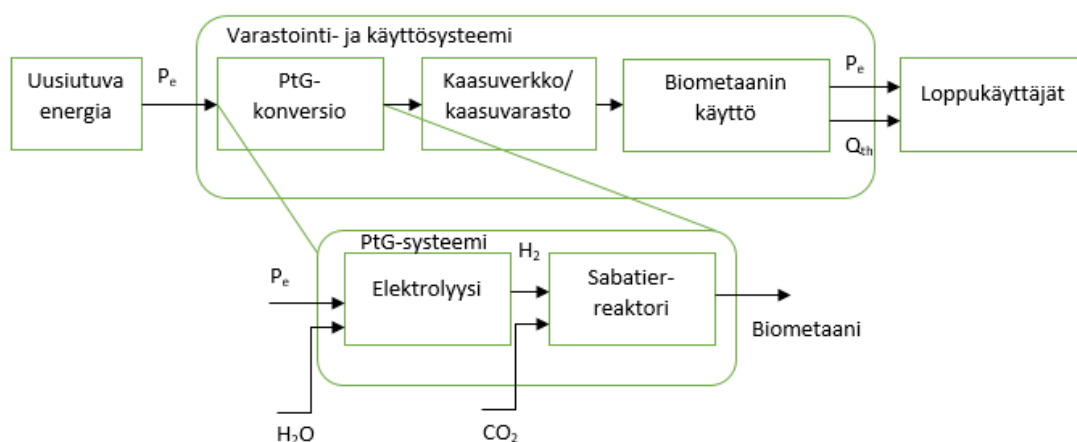 Varastointi- ja käyttösysteemi
Uusiutuva
energia
Pₑ
PtG-
konversio
Kaasuverkko/
kaasuvarasto
Biometaanin
käyttö
Pₑ
Qth
Loppukäyttäjät
PtG-systeemi
Pₑ
H₂O
Elektrolyysi
H₂
CO₂
Sabatier-
reaktori
Biometaani